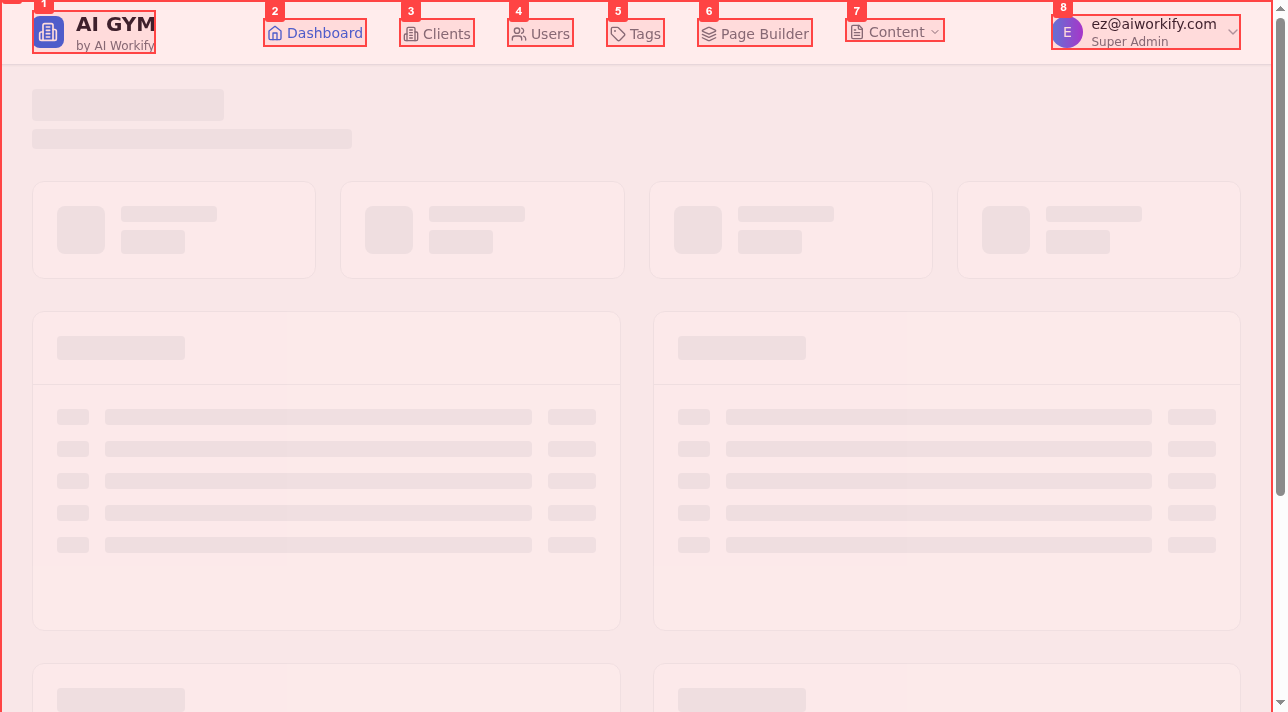 1
AI GYM
by AI Workify
2
Dashboard
3
Clients
4
Users
5
Tags
6
Page Builder
7
Content
8
E
ez@aiworkify.com
Super Admin